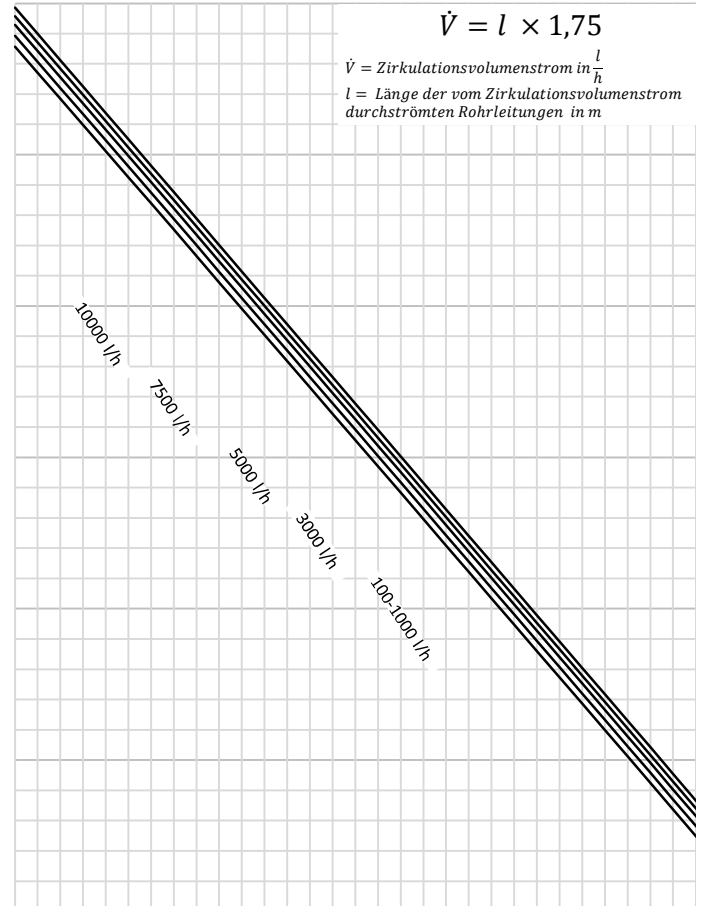 V̇ = l × 1,75
V̇ = Zirkulationsvolumenstrom in l/h
l = Länge der vom Zirkulationsvolumenstrom
durchströmten Rohrleitungen in m
10000 l/h
7500 l/h
5000 l/h
3000 l/h
100-1000 l/h